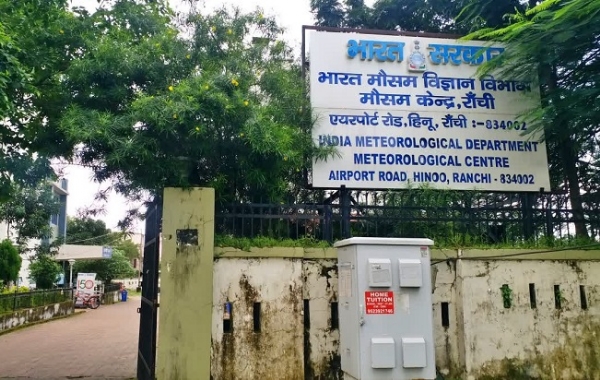 भारत सरकार
भारत मौसम विज्ञान विभाग
मौसम केन्द्र, राँची
एयरपोर्ट रोड, हिनू, राँची :-834002
INDIA METEOROLOGICAL DEPARTMENT
METEOROLOGICAL CENTRE
AIRPORT ROAD, HINOO, RANCHI - 834002
HOME
TUITION
50